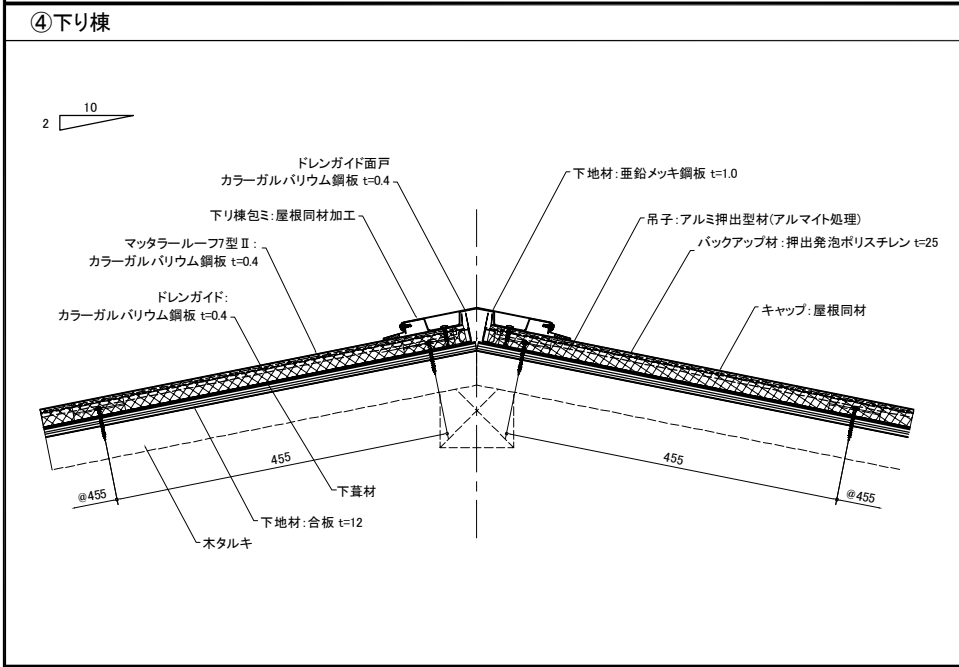 ④下り棟
10
2
ドレンガイド面戸
カラーガルバリウム鋼板 t=0.4
下地材:亜鉛メッキ鋼板 t=1.0
下り棟包ミ:屋根同材加工
吊子:アルミ押出型材(アルマイト処理)
マッタラールーフ7型Ⅱ:
カラーガルバリウム鋼板 t=0.4
バックアップ材:押出発泡ポリスチレン t=25
ドレンガイド:
カラーガルバリウム鋼板 t=0.4
キャップ:屋根同材
455
455
@455
@455
下葺材
下地材:合板 t=12
木タルキ